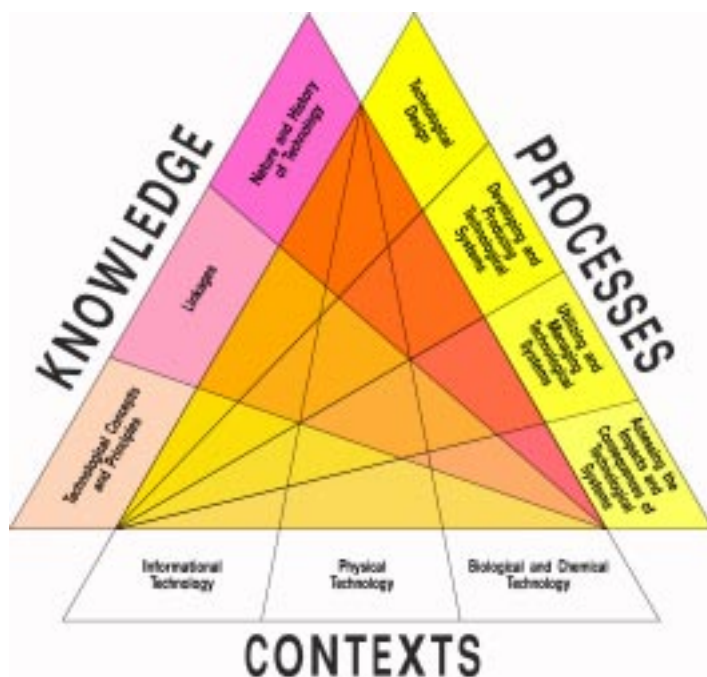 KNOWLEDGE
Nature and History
of Technology
Linkages
Technological Concepts
and Principles
PROCESSES
Technological
Design
Developing and
Producing
Technological
Systems
Utilizing and
Managing
Technological
Systems
Assessing the
Impacts and
Consequences of
Technological
Systems
Informational
Technology
Physical
Technology
Biological and Chemical
Technology
CONTEXTS